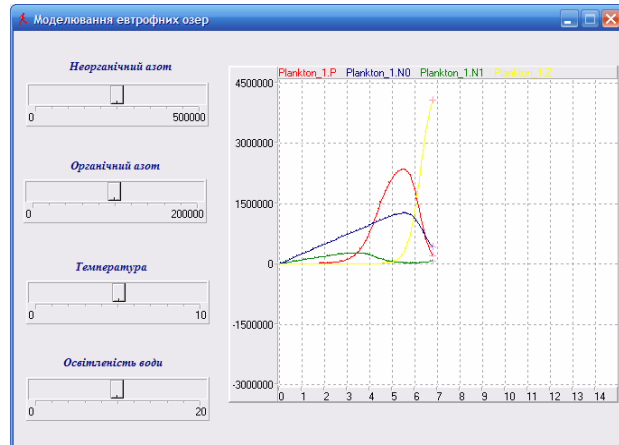 Моделювання евтрофних озер
Неорганічний азот
0 500000
Органічний азот
0 200000
Температура
0 10
Освітленість води
0 20
Plankton_1.P Plankton_1.N0 Plankton_1.N1 Plankton_1.Z
4500000
3000000
1500000
0
-1500000
-3000000
0 1 2 3 4 5 6 7 8 9 10 11 12 13 14